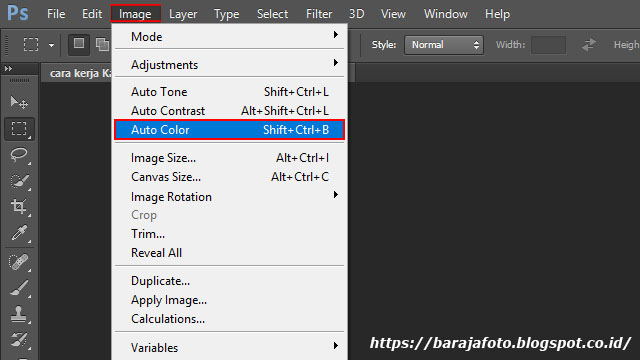 Ps File Edit Image Layer Type Select Filter 3D View Window Help
Style: Normal Width: Heigh
cara kerja Ka
Mode
Adjustments
Auto Tone Shift+Ctrl+L
Auto Contrast Alt+Shift+Ctrl+L
Auto Color Shift+Ctrl+B
Image Size... Alt+Ctrl+I
Canvas Size... Alt+Ctrl+C
Image Rotation
Crop
Trim...
Reveal All
Duplicate...
Apply Image...
Calculations...
Variables
https://barajafoto.blogspot.co.id/